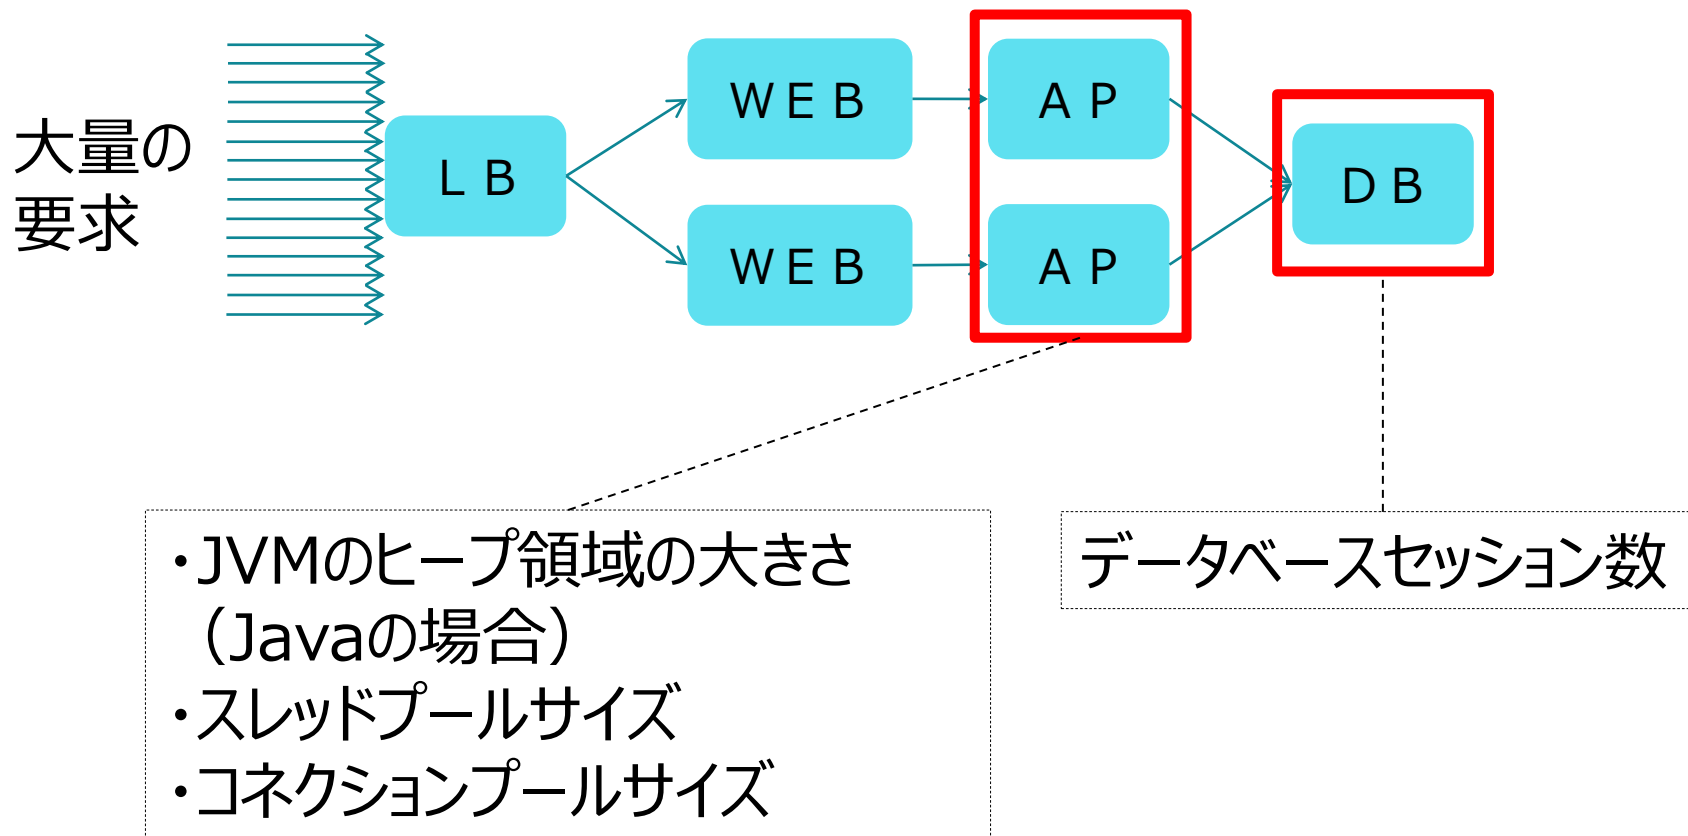 大量の
要求
ＬＢ
ＷＥＢ
ＷＥＢ
ＡＰ
ＡＰ
ＤＢ
・JVMのヒープ領域の大きさ
（Javaの場合）
・スレッドプールサイズ
・コネクションプールサイズ
データベースセッション数